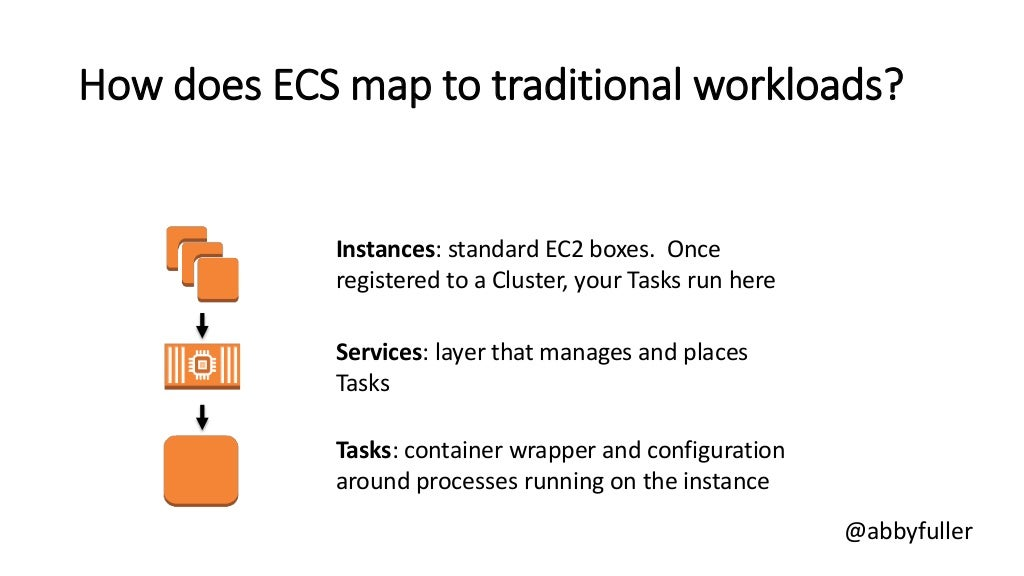 How does ECS map to traditional workloads?
Instances: standard EC2 boxes.  Once
registered to a Cluster, your Tasks run here
Services: layer that manages and places
Tasks
Tasks: container wrapper and configuration
around processes running on the instance
@abbyfuller